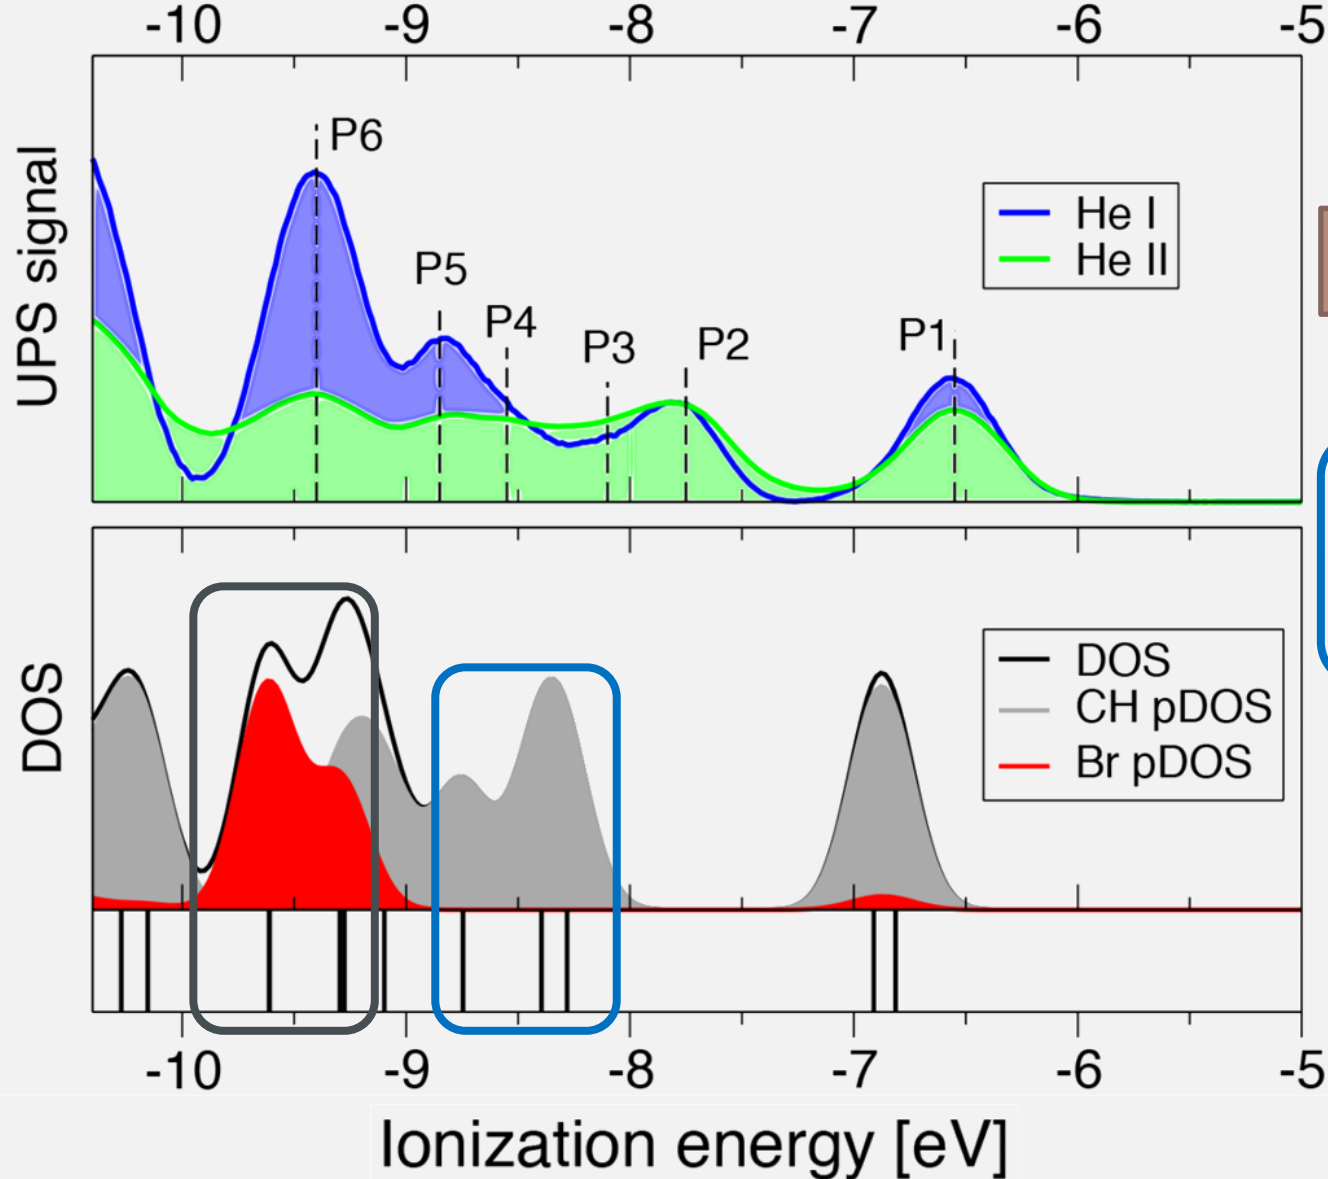 -10 -9 -8 -7 -6 -5
UPS signal
P6
P5
P4
P3
P2
P1
He I
He II
DOS
DOS
CH pDOS
Br pDOS
-10 -9 -8 -7 -6 -5
Ionization energy [eV]